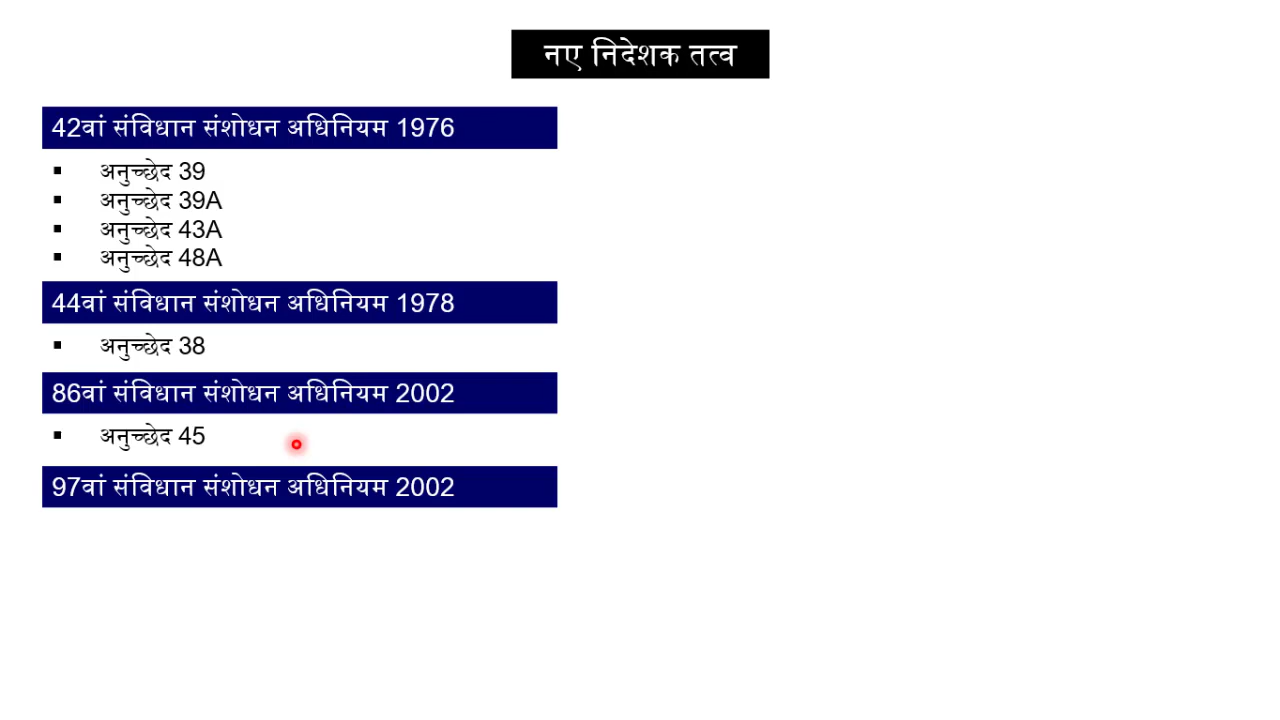 नए निदेशक तत्व
42वां संविधान संशोधन अधिनियम 1976
▪ अनुच्छेद 39
▪ अनुच्छेद 39A
▪ अनुच्छेद 43A
▪ अनुच्छेद 48A
44वां संविधान संशोधन अधिनियम 1978
▪ अनुच्छेद 38
86वां संविधान संशोधन अधिनियम 2002
▪ अनुच्छेद 45
97वां संविधान संशोधन अधिनियम 2002